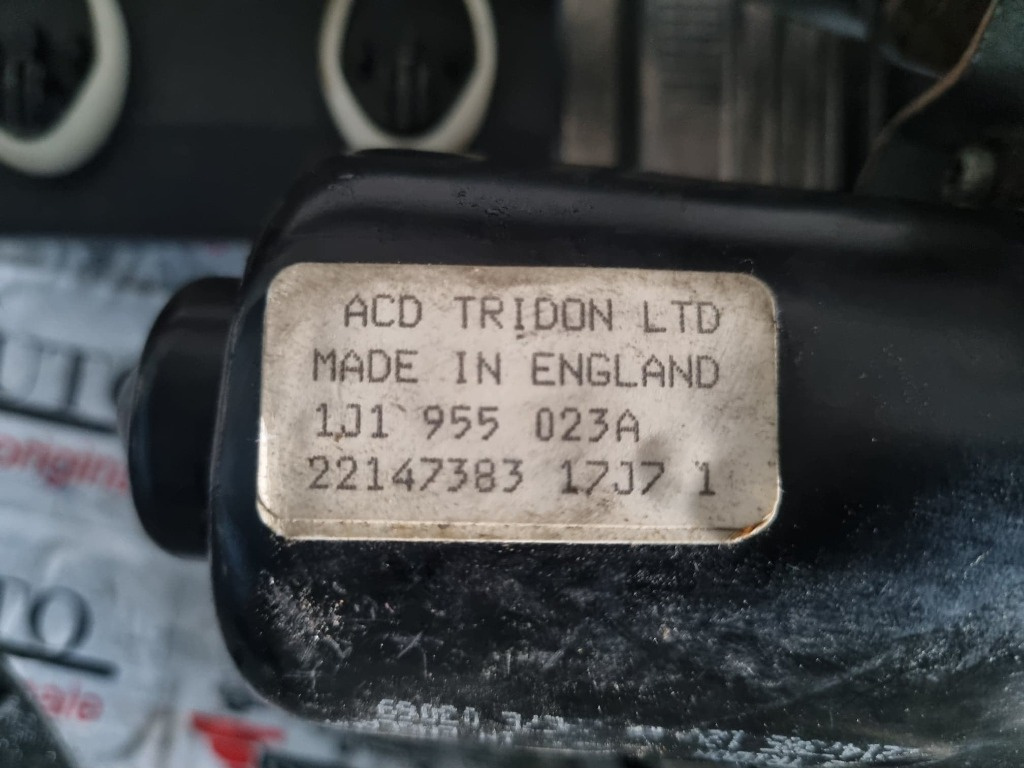 ACD TRIDON LTD
MADE IN ENGLAND
1J1 955 023A
22147383 17J7 1